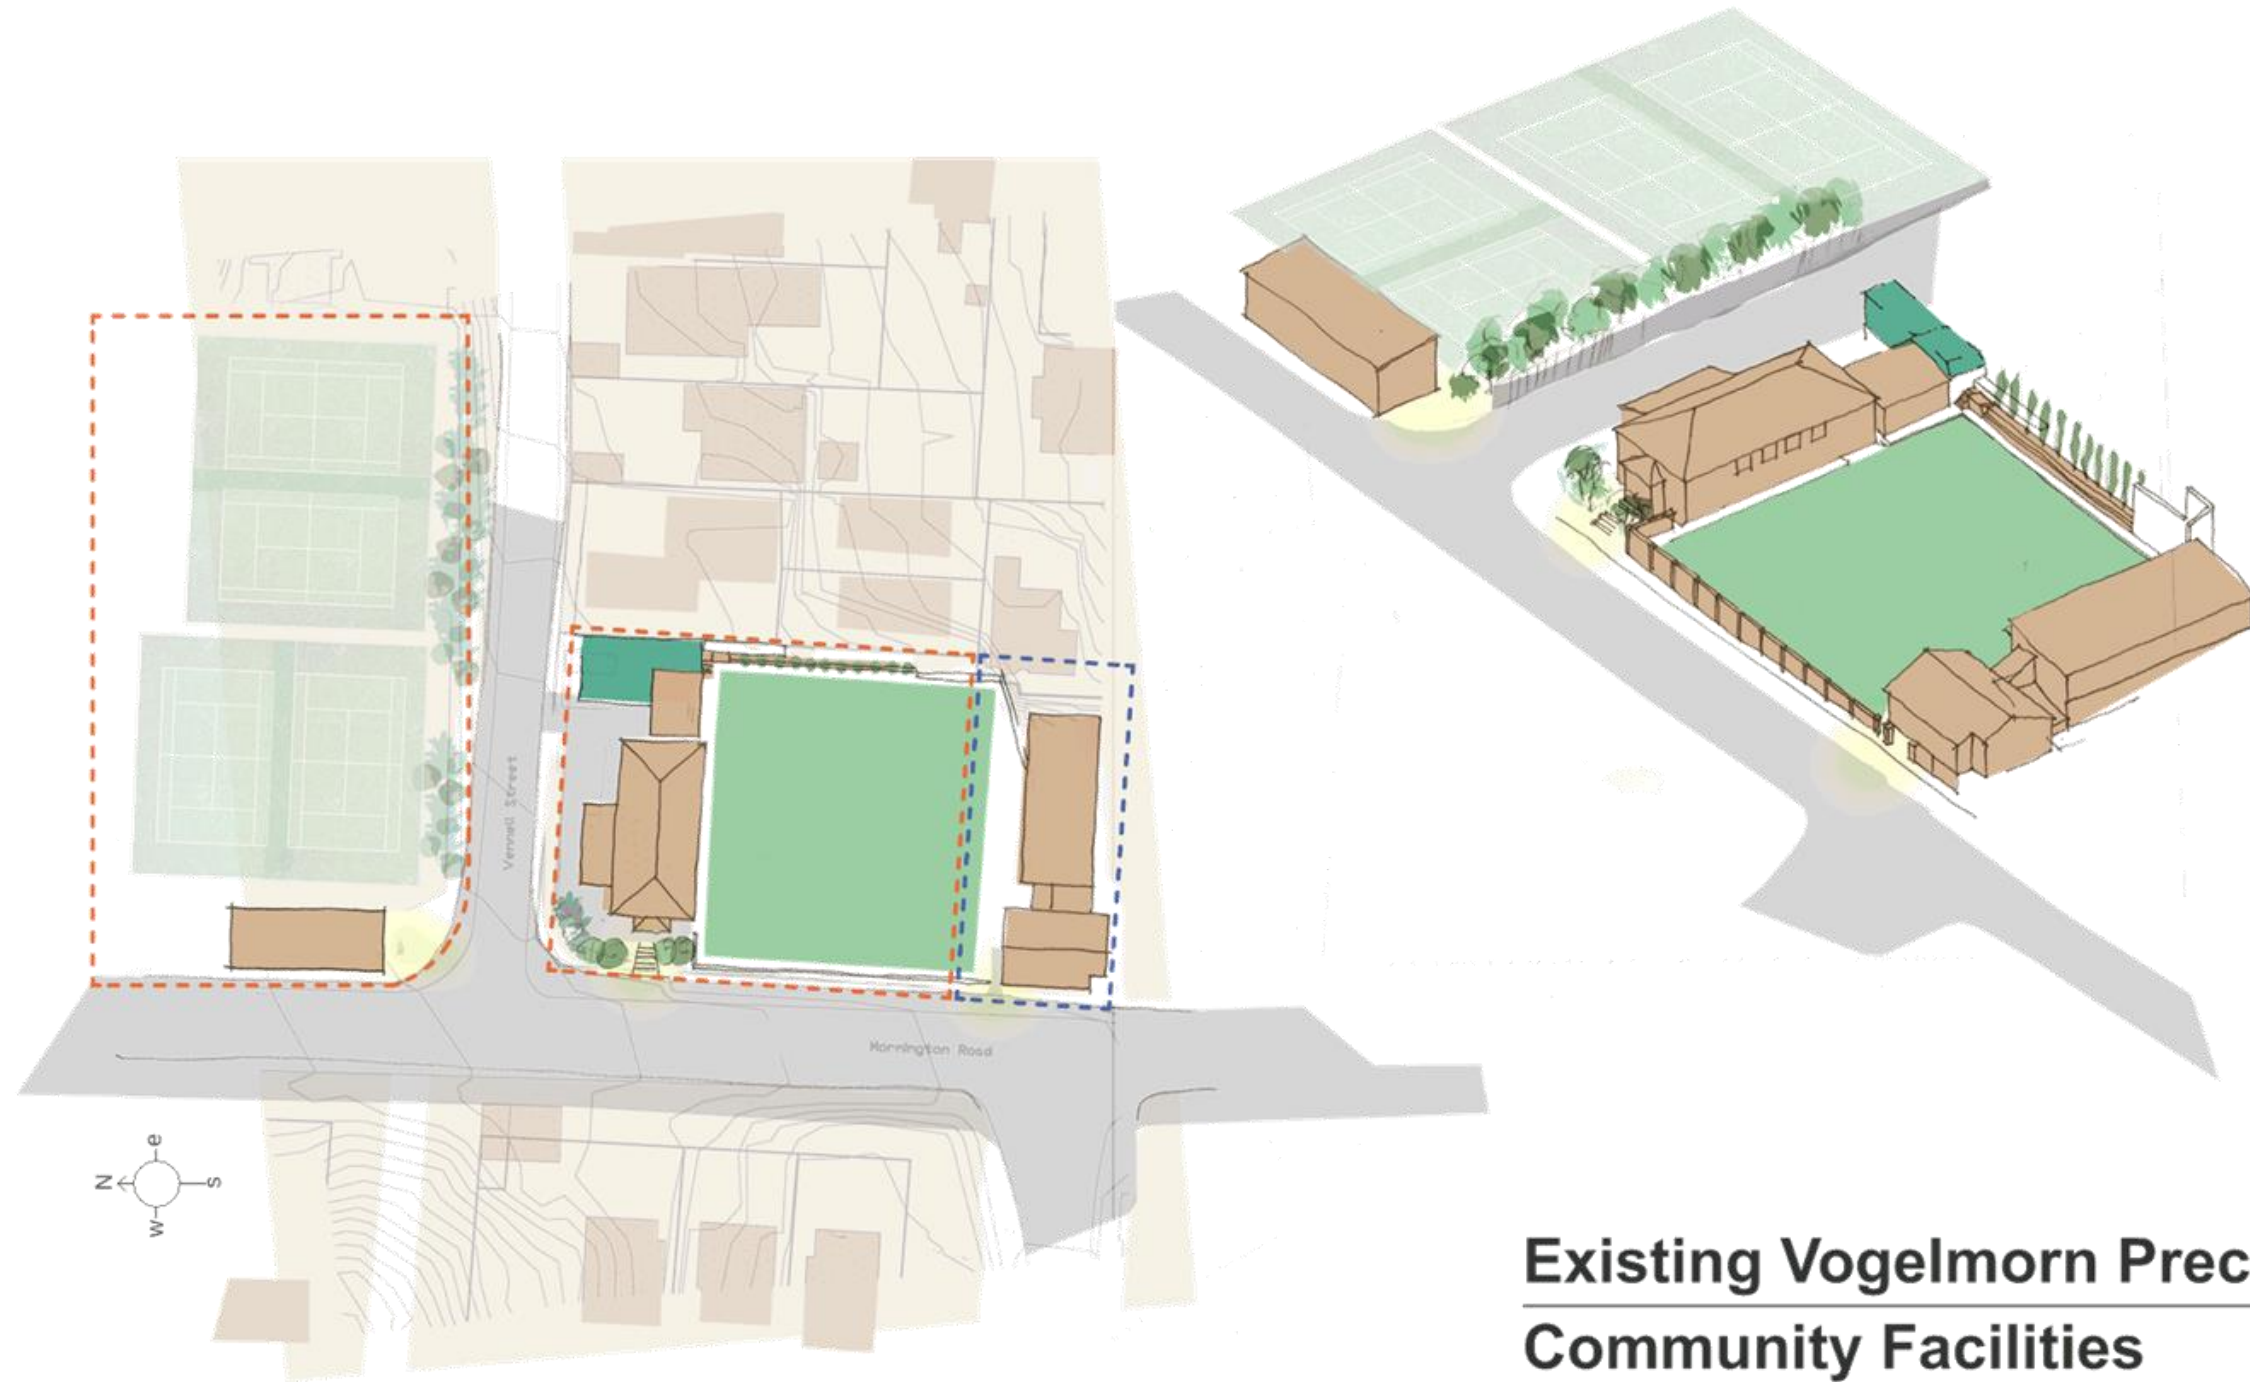 Vennell Street
Mornington Road
e
N
s
w
Existing Vogelmorn Prec
Community Facilities